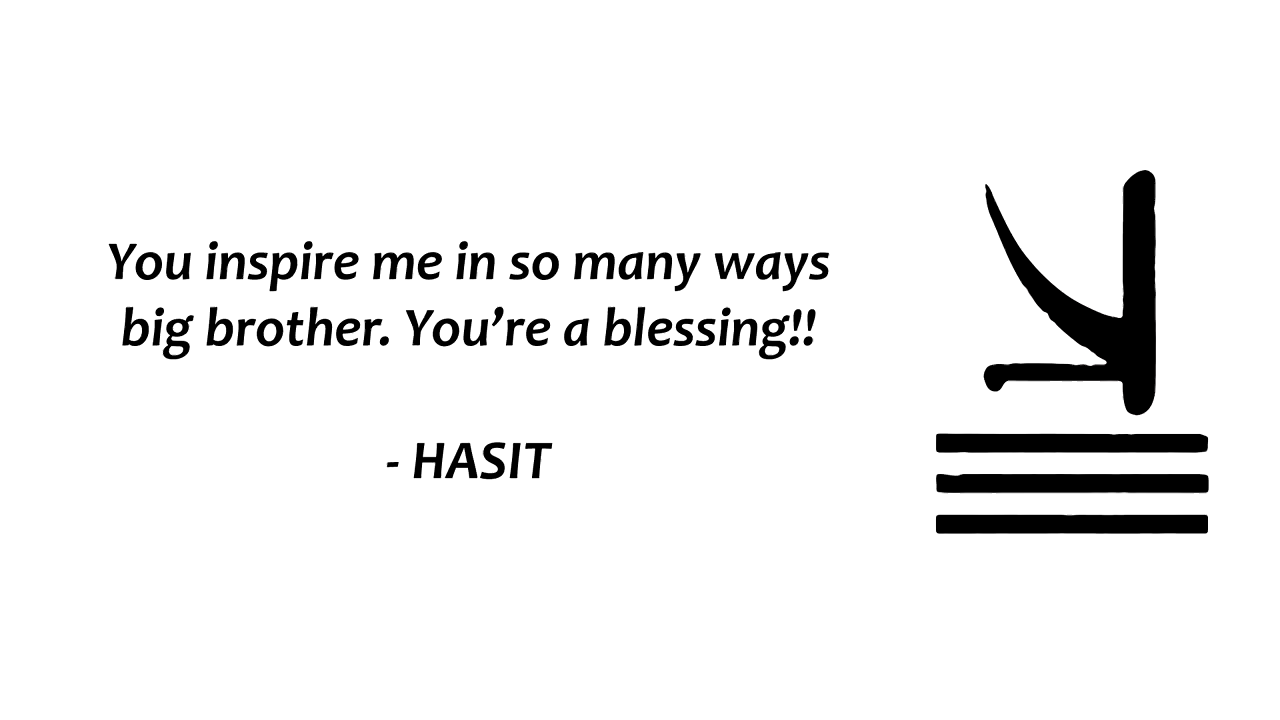 You inspire me in so many ways
big brother. You’re a blessing!!
- HASIT